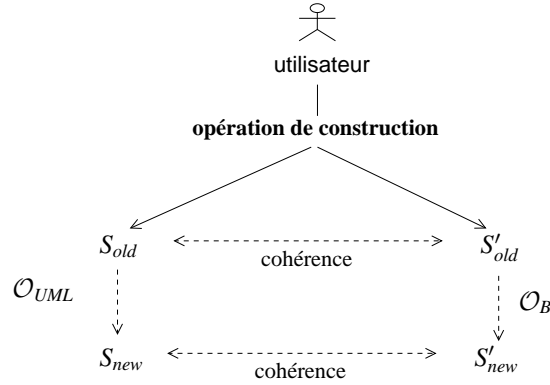 utilisateur
opération de construction
S_old S'_old
cohérence
O_UML O_B
S_new S'_new
cohérence